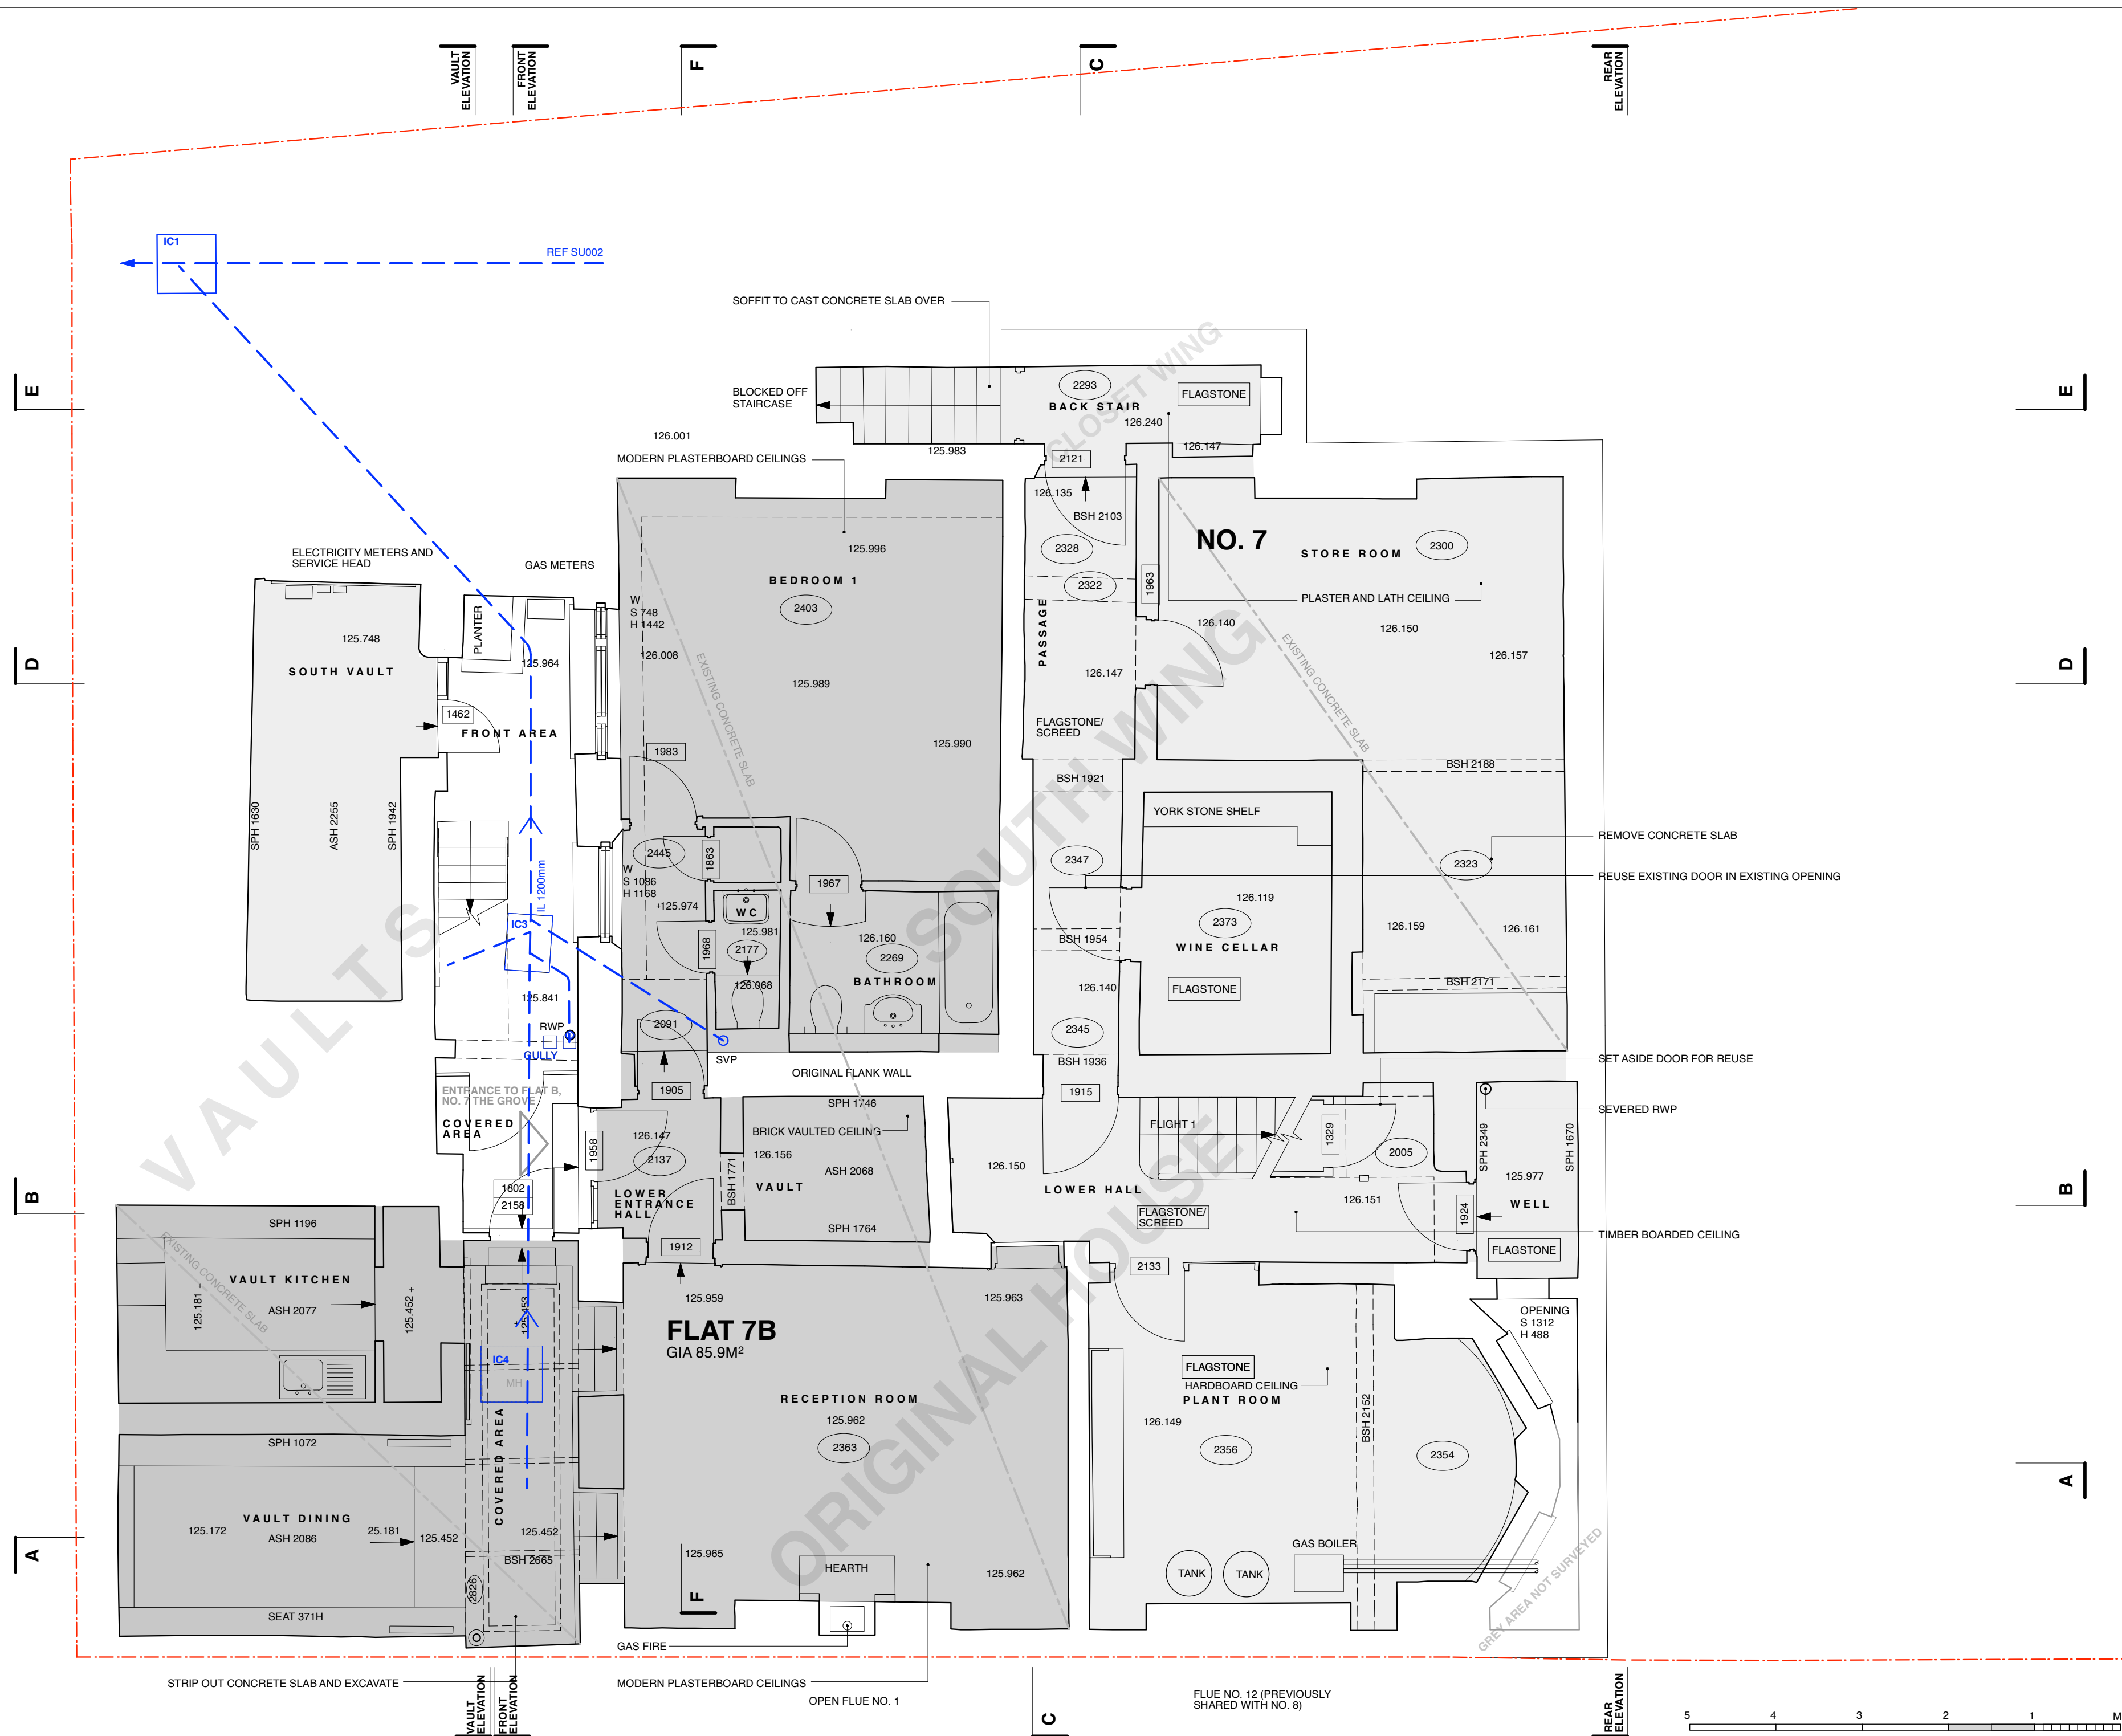 VAULT
ELEVATION
FRONT
ELEVATION
F
C
REAR
ELEVATION
IC1
REF SU002
SOFFIT TO CAST CONCRETE SLAB OVER
E
BLOCKED OFF
STAIRCASE
2293
BACK STAIR
FLAGSTONE
E
CLOSET WING
126.240
126.001
125.983
126.147
MODERN PLASTERBOARD CEILINGS
2121
126.135
BSH 2103
NO. 7
STORE ROOM
2300
ELECTRICITY METERS AND
SERVICE HEAD
GAS METERS
125.996
BEDROOM 1
2403
2328
2322
1963
PLASTER AND LATH CEILING
PLANTER
W
S 748
H 1442
PASSAGE
126.140
126.150
125.748
SOUTH VAULT
125.964
126.008
125.989
126.147
126.157
D
D
EXISTING CONCRETE SLAB
EXISTING CONCRETE SLAB
1462
FRONT AREA
FLAGSTONE/
SCREED
1983
125.990
BSH 2188
BSH 1921
SPH 1630
ASH 2255
SPH 1942
YORK STONE SHELF
REMOVE CONCRETE SLAB
2445
1863
2347
2323
REUSE EXISTING DOOR IN EXISTING OPENING
IL 1200mm
W
S 1086
H 1168
1967
SOUTH WING
+125.974
WC
126.119
IC3
2373
126.159
126.161
125.981
126.160
BSH 1954
WINE CELLAR
1968
2177
2269
BATHROOM
VAULTS
126.068
126.140
FLAGSTONE
BSH 2171
125.841
RWP
2091
2345
GULLY
SVP
BSH 1936
SET ASIDE DOOR FOR REUSE
ORIGINAL FLANK WALL
ENTRANCE TO FLAT B,
NO. 7 THE GROVE
1905
1915
COVERED
AREA
SPH 1746
SEVERED RWP
BRICK VAULTED CEILING
FLIGHT 1
126.147
1958
1329
2005
SPH 2349
SPH 1670
126.156
2137
ASH 2068
126.150
125.977
BSH 1771
VAULT
LOWER HALL
1802
2158
LOWER
ENTRANCE
HALL
126.151
1924
WELL
B
B
SPH 1196
SPH 1764
FLAGSTONE/
SCREED
TIMBER BOARDED CEILING
1912
FLAGSTONE
EXISTING CONCRETE SLAB
VAULT KITCHEN
2133
125.181 +
ASH 2077
125.452 +
+
125.453
125.959
125.963
OPENING
S 1312
H 488
FLAT 7B
GIA 85.9M²
IC4
MH
FLAGSTONE
HARDBOARD CEILING
PLANT ROOM
RECEPTION ROOM
125.962
126.149
BSH 2152
SPH 1072
COVERED AREA
2363
2356
2354
ORIGINAL HOUSE
A
VAULT DINING
125.172
ASH 2086
25.181
125.452
125.452
BSH 2665
125.965
GAS BOILER
A
HEARTH
125.962
TANK
TANK
2826
F
GREY AREA NOT SURVEYED
SEAT 371H
GAS FIRE
STRIP OUT CONCRETE SLAB AND EXCAVATE
MODERN PLASTERBOARD CEILINGS
OPEN FLUE NO. 1
FLUE NO. 12 (PREVIOUSLY
SHARED WITH NO. 8)
VAULT
ELEVATION
FRONT
ELEVATION
C
REAR
ELEVATION
5 4 3 2 1 M